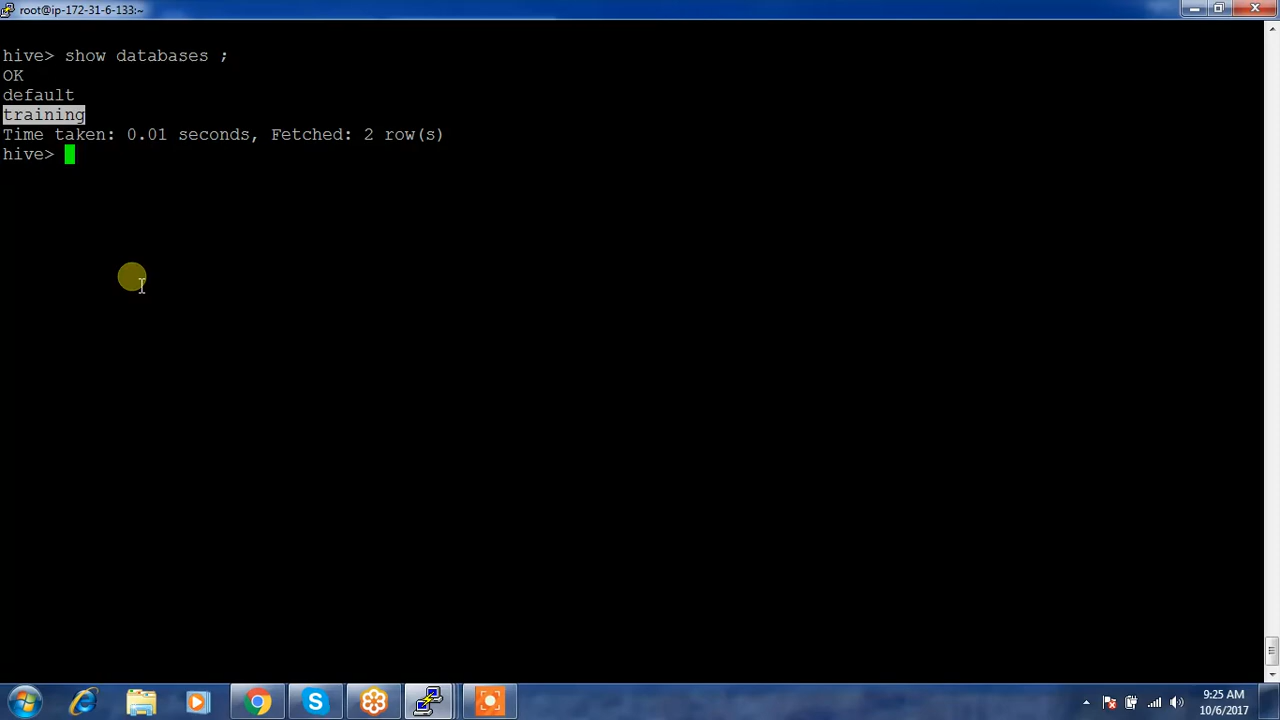 root@ip-172-31-6-133:~
hive> show databases ;
OK
default
training
Time taken: 0.01 seconds, Fetched: 2 row(s)
hive>
9:25 AM
10/6/2017